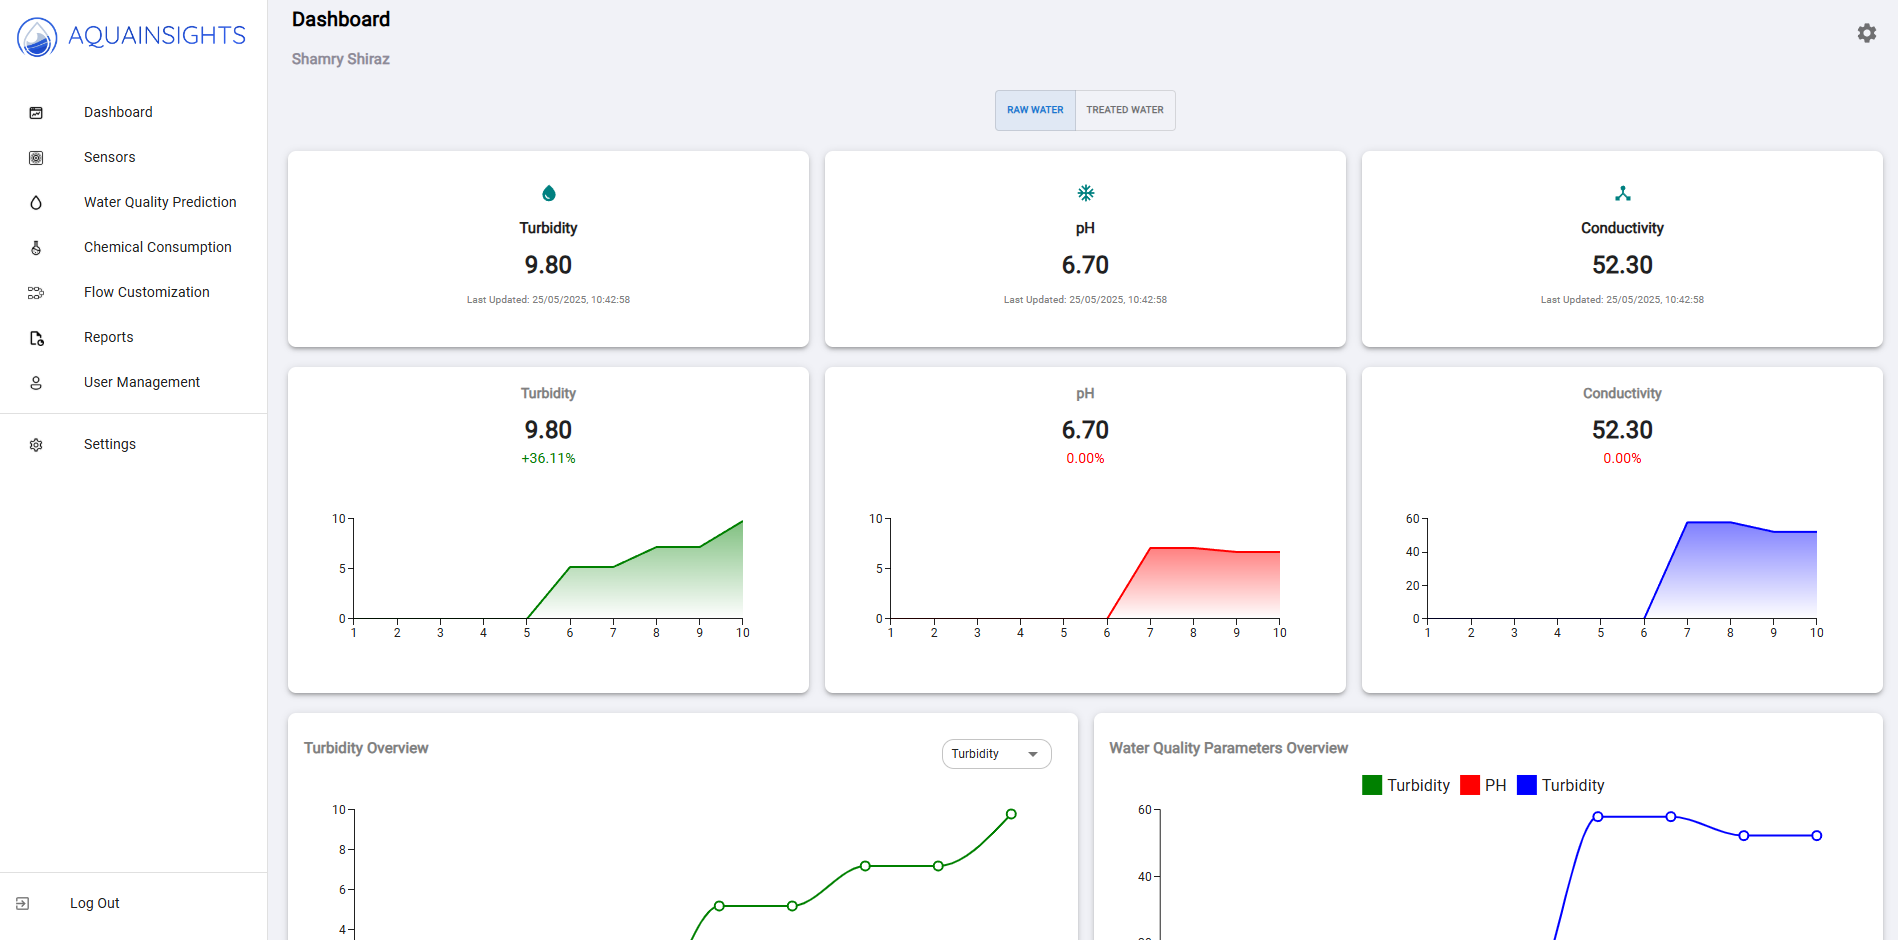 AQUAINSIGHTS
Dashboard
Sensors
Water Quality Prediction
Chemical Consumption
Flow Customization
Reports
User Management
Settings
Log Out
Dashboard
Shamry Shiraz
RAW WATER TREATED WATER
Turbidity
9.80
Last Updated: 25/05/2025, 10:42:58
pH
6.70
Last Updated: 25/05/2025, 10:42:58
Conductivity
52.30
Last Updated: 25/05/2025, 10:42:58
Turbidity
9.80
+36.11%
10
5
0
1 2 3 4 5 6 7 8 9 10
pH
6.70
0.00%
10
5
0
1 2 3 4 5 6 7 8 9 10
Conductivity
52.30
0.00%
60
40
20
0
1 2 3 4 5 6 7 8 9 10
Turbidity Overview
Turbidity
10
8
6
4
Water Quality Parameters Overview
Turbidity PH Turbidity
60
40